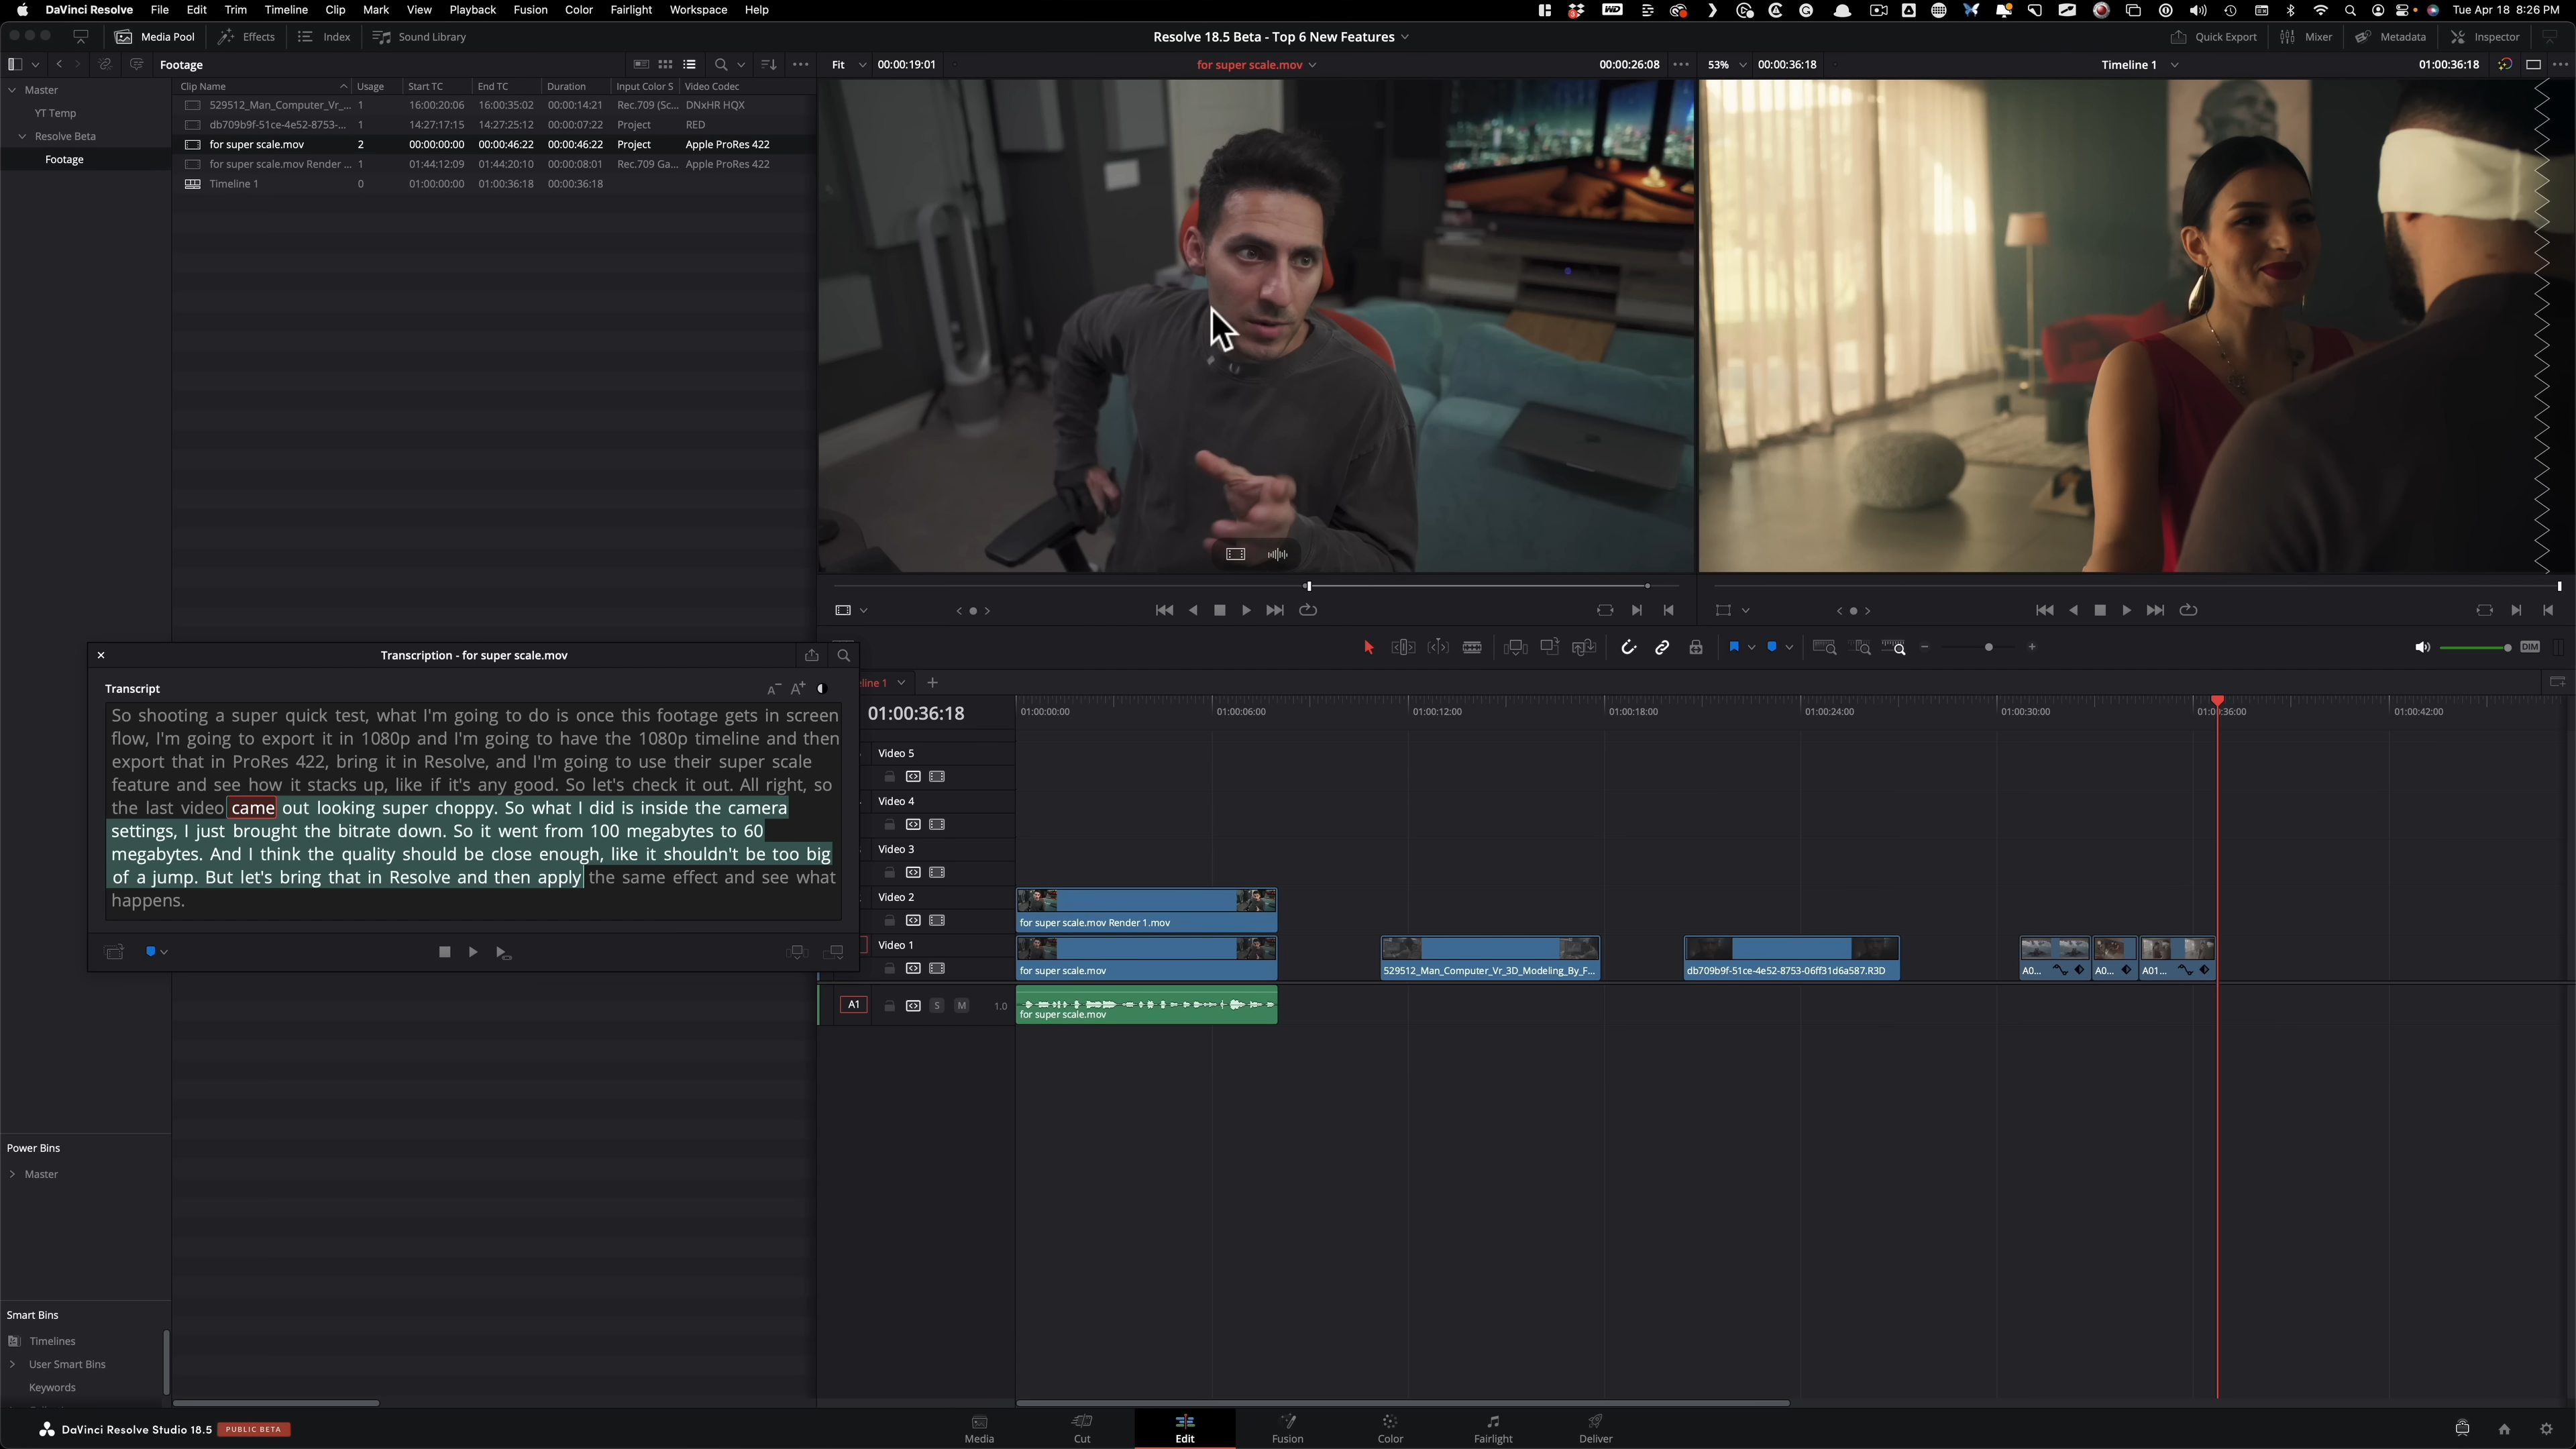 DaVinci Resolve File Edit Trim Timeline Clip Mark View Playback Fusion Color Fairlight Workspace Help
Tue Apr 18 8:26 PM
Media Pool Effects Index Sound Library
Resolve 18.5 Beta - Top 6 New Features
Quick Export Mixer Metadata Inspector
Footage
Fit 00:00:19:01 for super scale.mov 00:00:26:08
53% 00:00:36:18 Timeline 1 01:00:36:18
Master
YT Temp
Resolve Beta
Footage
Clip Name Usage Start TC End TC Duration Input Color S Video Codec
529512_Man_Computer_Vr_... 1 16:00:20:06 16:00:35:02 00:00:14:21 Rec.709 (Sc... DNxHR HQX
db709b9f-51ce-4e52-8753-... 1 14:27:17:15 14:27:25:12 00:00:07:22 Project RED
for super scale.mov 2 00:00:00:00 00:00:46:22 00:00:46:22 Project Apple ProRes 422
for super scale.mov Render ... 1 01:44:12:09 01:44:20:10 00:00:08:01 Rec.709 Ga... Apple ProRes 422
Timeline 1 0 01:00:00:00 01:00:36:18 00:00:36:18
Transcription - for super scale.mov
Transcript
A- A+
So shooting a super quick test, what I'm going to do is once this footage gets in screen
flow, I'm going to export it in 1080p and I'm going to have the 1080p timeline and then
export that in ProRes 422, bring it in Resolve, and I'm going to use their super scale
feature and see how it stacks up, like if it's any good. So let's check it out. All right, so
the last video came out looking super choppy. So what I did is inside the camera
settings, I just brought the bitrate down. So it went from 100 megabytes to 60
megabytes. And I think the quality should be close enough, like it shouldn't be too big
of a jump. But let's bring that in Resolve and then apply the same effect and see what
happens.
DIM
line 1
01:00:36:18
01:00:00:00 01:00:06:00 01:00:12:00 01:00:18:00 01:00:24:00 01:00:30:00 01:00:36:00 01:00:42:00
Video 5
Video 4
Video 3
Video 2
for super scale.mov Render 1.mov
Video 1
for super scale.mov
529512_Man_Computer_Vr_3D_Modeling_By_F...
db709b9f-51ce-4e52-8753-06ff31d6a587.R3D
A0... A0... A01...
A1 S M 1.0
for super scale.mov
Power Bins
Master
Smart Bins
Timelines
User Smart Bins
Keywords
DaVinci Resolve Studio 18.5 PUBLIC BETA
Media Cut Edit Fusion Color Fairlight Deliver